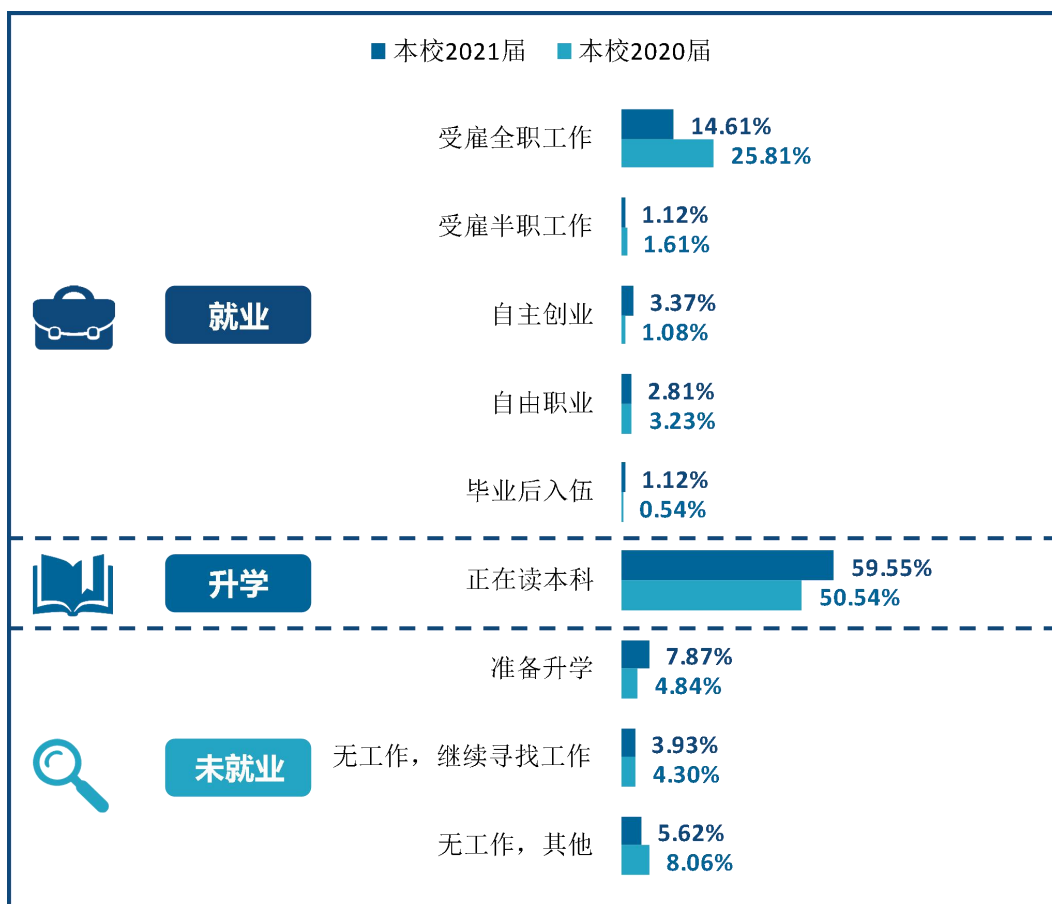 本校2021届 本校2020届
受雇全职工作 14.61%
25.81%
受雇半职工作 1.12%
1.61%
就业
自主创业 3.37%
1.08%
自由职业 2.81%
3.23%
毕业后入伍 1.12%
0.54%
升学
正在读本科 59.55%
50.54%
准备升学 7.87%
4.84%
未就业
无工作，继续寻找工作 3.93%
4.30%
无工作，其他 5.62%
8.06%